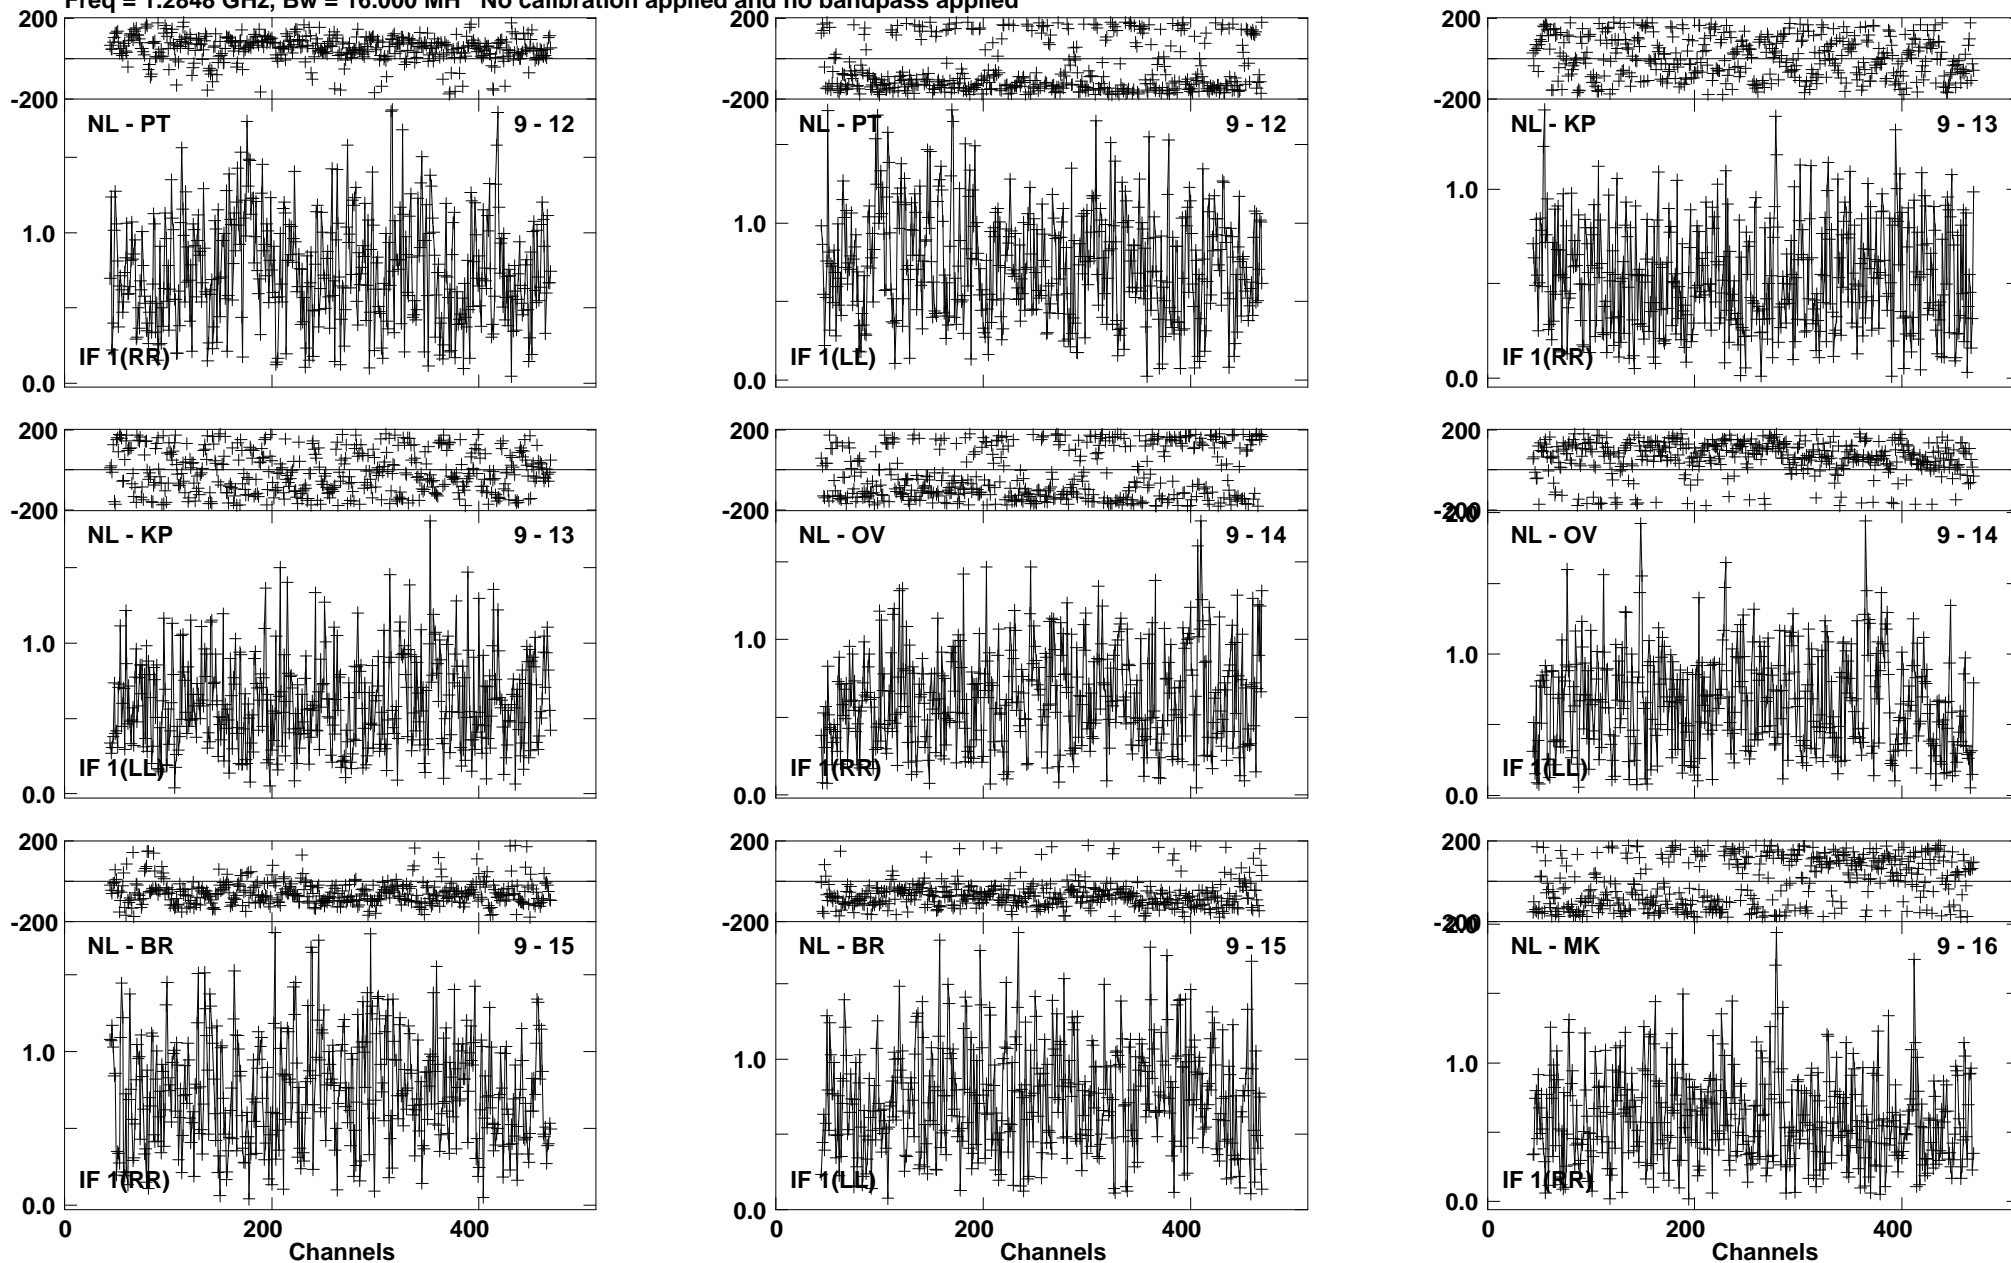 Freq = 1.2848 GHz, Bw = 16.000 MH No calibration applied and no bandpass applied
200
-200
NL - PT 9 - 12
1.0
IF 1(RR)
0.0
200
-200
NL - PT 9 - 12
1.0
IF 1(LL)
0.0
200
-200
NL - KP 9 - 13
1.0
IF 1(RR)
0.0
200
-200
NL - KP 9 - 13
1.0
IF 1(LL)
0.0
200
-200
NL - OV 9 - 14
1.0
IF 1(RR)
0.0
200
-200
2.0
NL - OV 9 - 14
1.0
IF 1(LL)
0.0
200
-200
NL - BR 9 - 15
1.0
IF 1(RR)
0.0
0 200 400
Channels
200
-200
NL - BR 9 - 15
1.0
IF 1(LL)
0.0
0 200 400
Channels
200
-200
2.0
NL - MK 9 - 16
1.0
IF 1(RR)
0.0
0 200 400
Channels